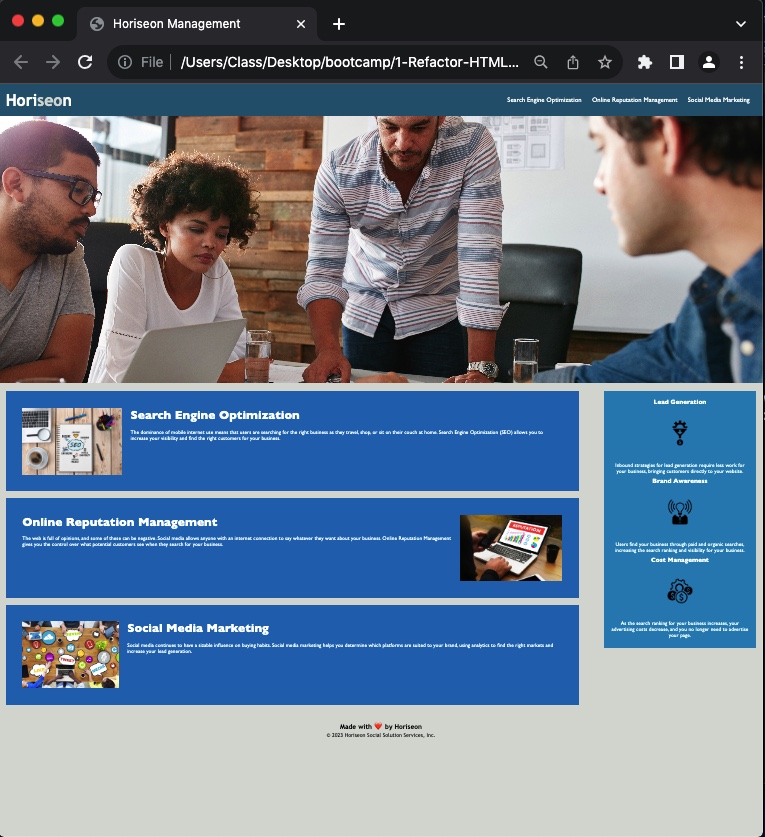 Horiseon Management
File
/Users/Class/Desktop/bootcamp/1-Refactor-HTML...
Horiseon
Search Engine Optimization Online Reputation Management Social Media Marketing
Search Engine Optimization
The dominance of mobile internet use means that users are searching for the right business as they travel, shop, or sit on their couch at home. Search Engine Optimization (SEO) allows you to
increase your visibility and find the right customers for your business.
SEO
Online Reputation Management
The web is full of opinions, and some of these can be negative. Social media allows anyone with an internet connection to say whatever they want about your business. Online Reputation Management
gives you the control over what potential customers see when they search for your business.
REPUTATION
Social Media Marketing
Social media continues to have a sizable influence on buying habits. Social media marketing helps you determine which platforms are suited to your brand, using analytics to find the right markets and
increase your lead generation.
Lead Generation
Inbound strategies for lead generation require less work for
your business, bringing customers directly to your website.
Brand Awareness
Users find your business through paid and organic searches,
increasing the search ranking and visibility for your business.
Cost Management
As the search ranking for your business increases, your
advertising costs decrease, and you no longer need to advertise
your page.
Made with ❤️ by Horiseon
© 2023 Horiseon Social Solution Services, Inc.